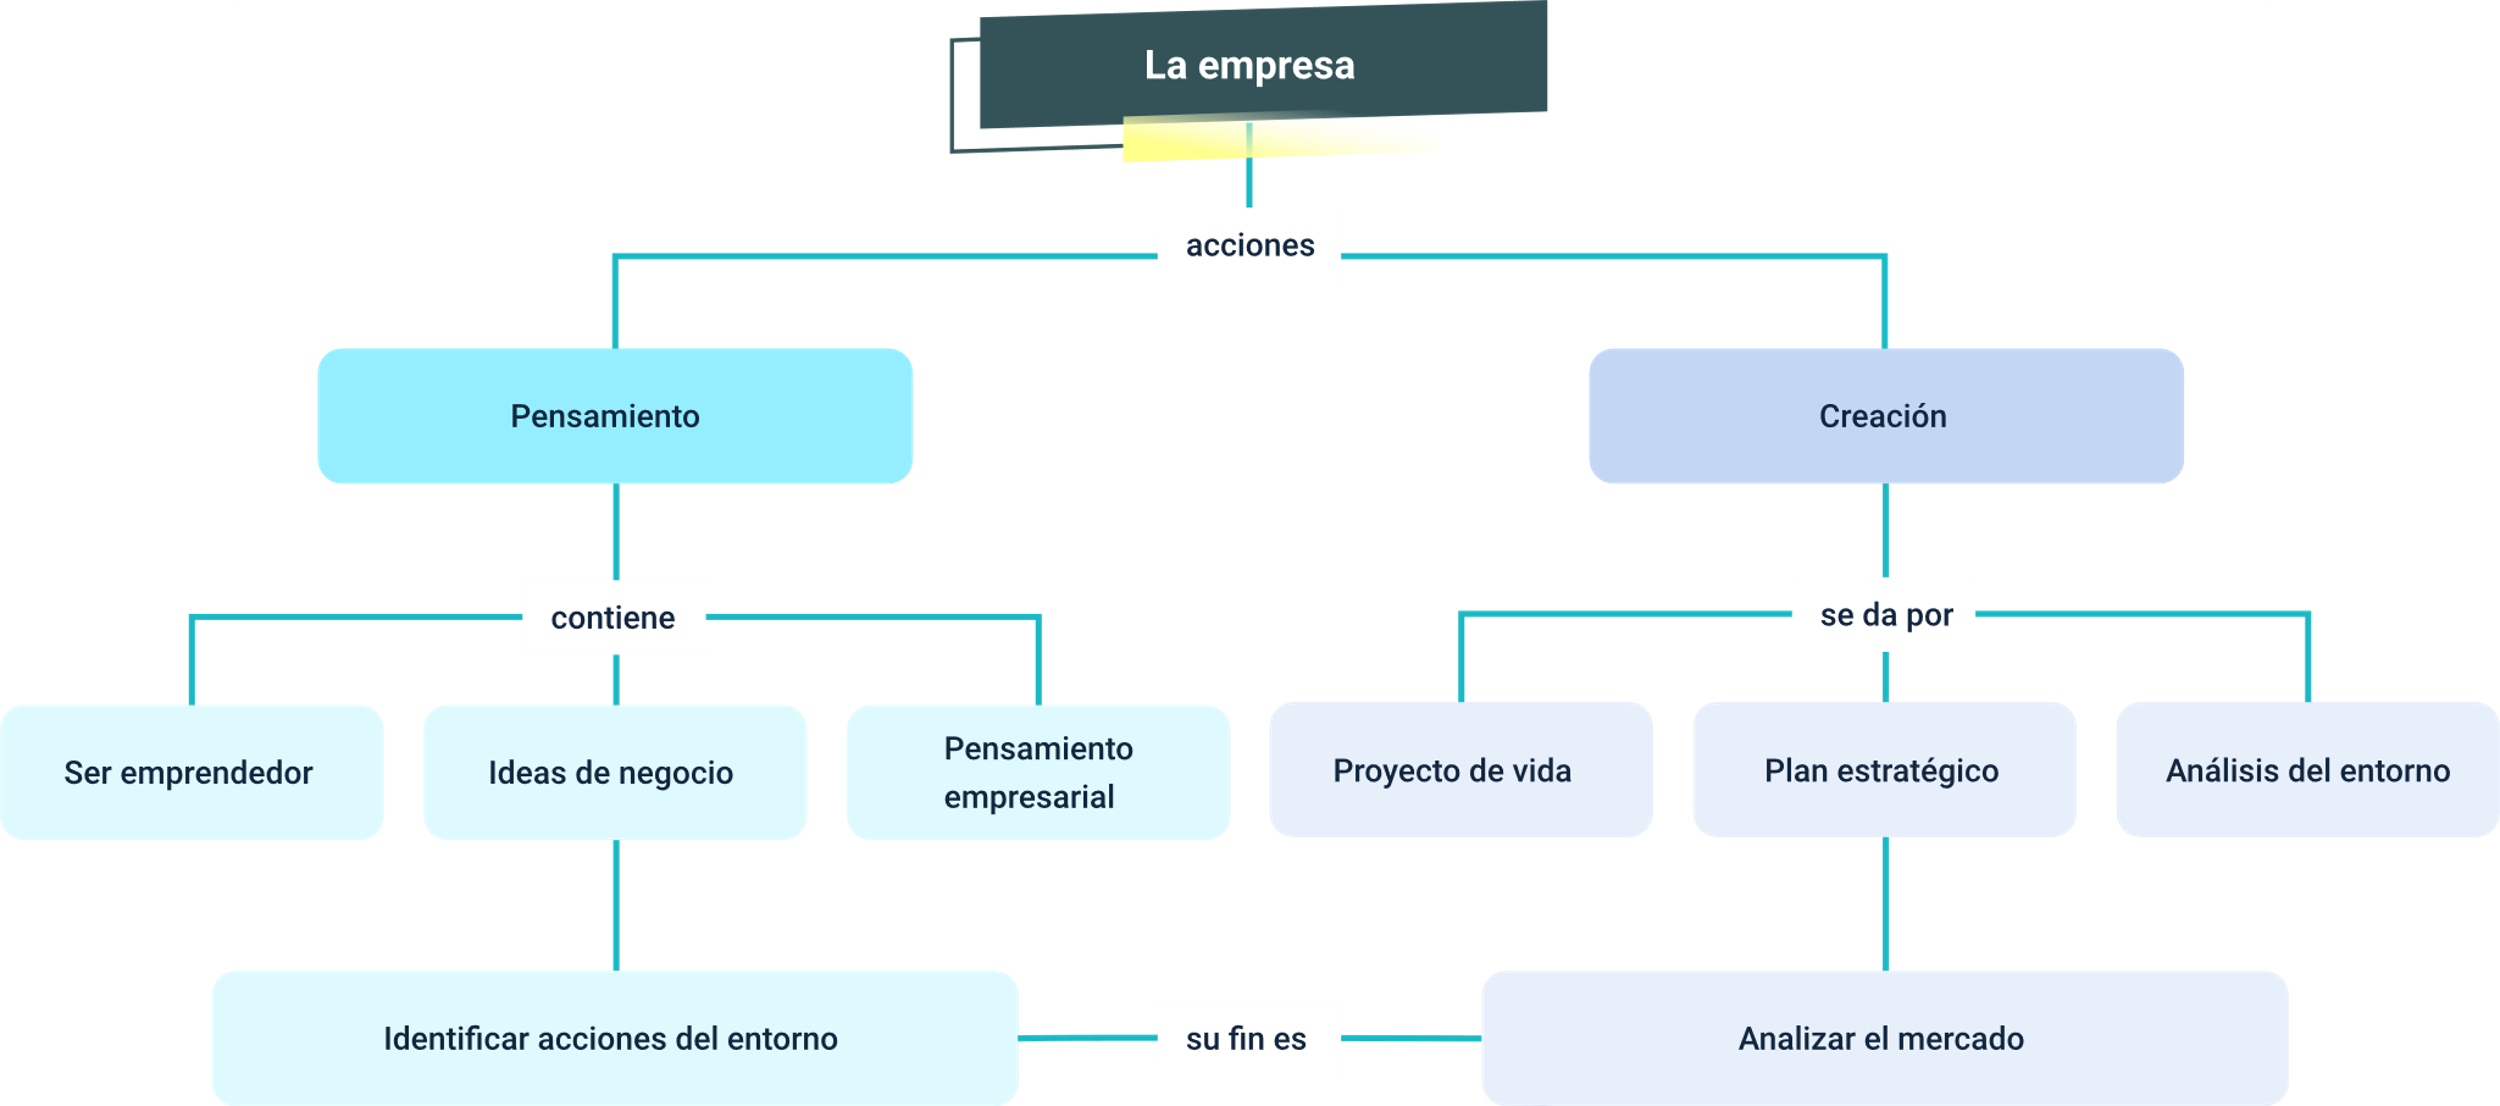 La empresa
acciones
Pensamiento
Creación
contiene
se da por
Ser emprendedor
Ideas de negocio
Pensamiento
empresarial
Proyecto de vida
Plan estratégico
Análisis del entorno
Identificar acciones del entorno
su fin es
Analizar el mercado